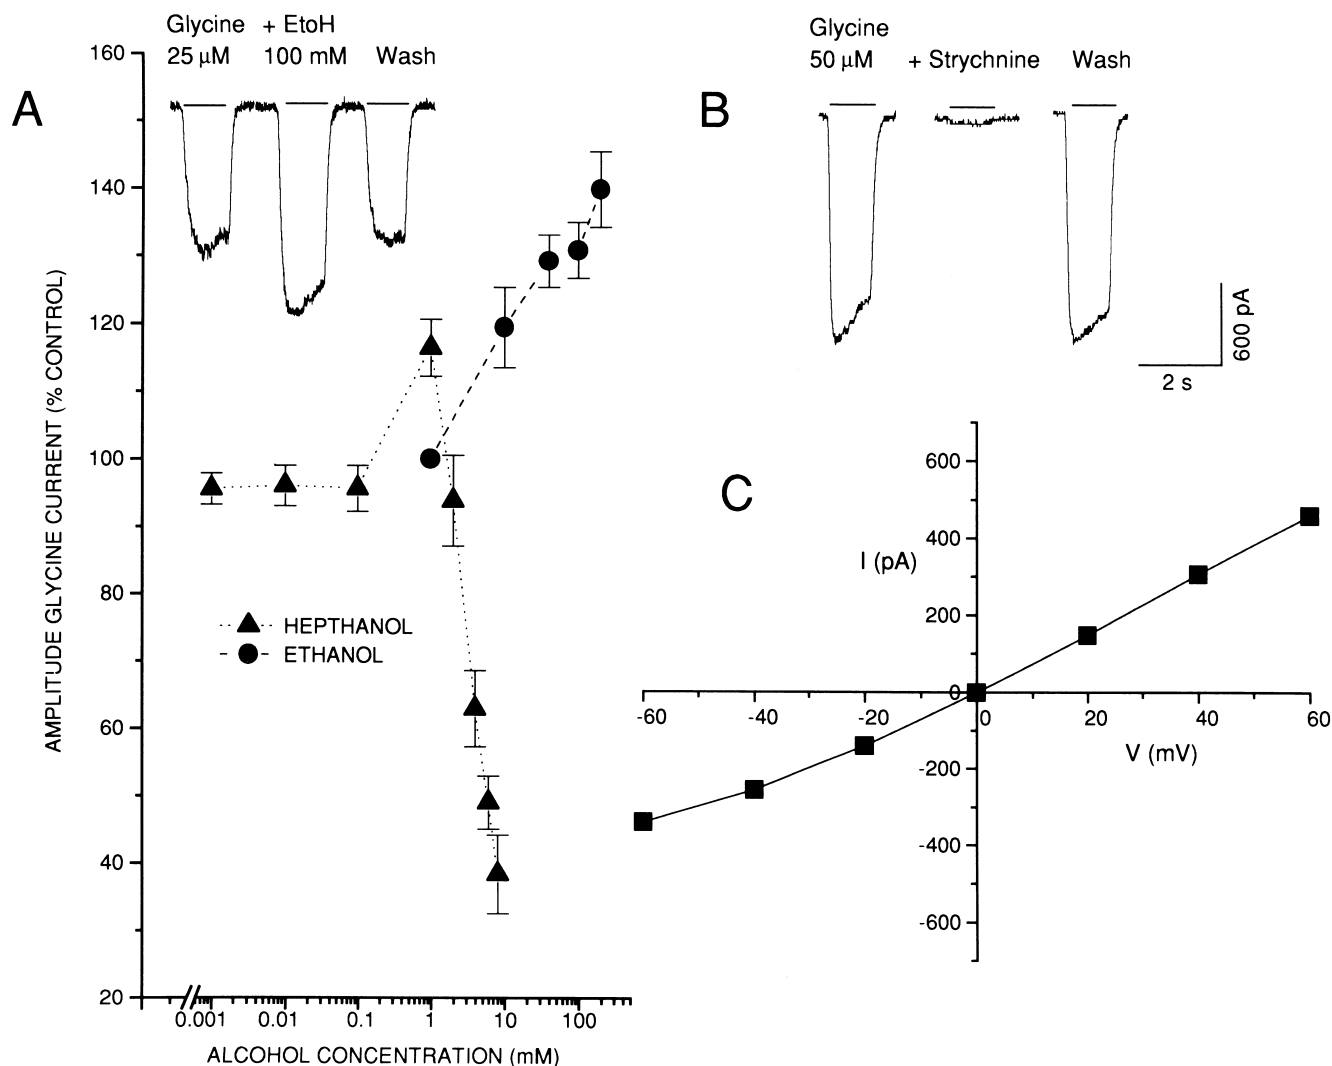 A
Glycine + EtoH
25 μM 100 mM Wash
160
140
120
100
80
60
40
20
AMPLITUDE GLYCINE CURRENT (% CONTROL)
HEPTHANOL
ETHANOL
0.001 0.01 0.1 1 10 100
ALCOHOL CONCENTRATION (mM)
B
Glycine
50 μM + Strychnine Wash
600 pA
2 s
C
I (pA)
600
400
200
0
-200
-400
-600
-60 -40 -20 0 20 40 60
V (mV)